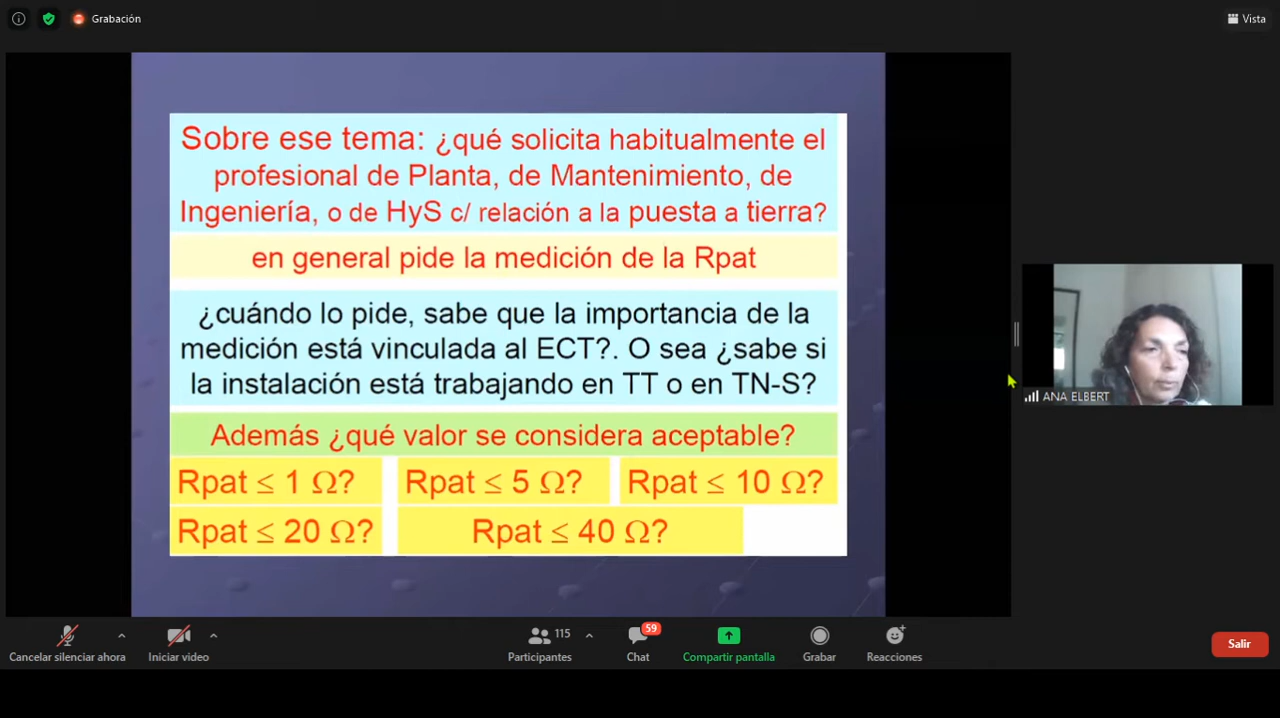 Grabación
Vista
Sobre ese tema: ¿qué solicita habitualmente el
profesional de Planta, de Mantenimiento, de
Ingeniería, o de HyS c/ relación a la puesta a tierra?
en general pide la medición de la Rpat
¿cuándo lo pide, sabe que la importancia de la
medición está vinculada al ECT?. O sea ¿sabe si
la instalación está trabajando en TT o en TN-S?
Además ¿qué valor se considera aceptable?
Rpat ≤ 1 Ω? Rpat ≤ 5 Ω? Rpat ≤ 10 Ω?
Rpat ≤ 20 Ω? Rpat ≤ 40 Ω?
ANA ELBERT
115
59
Cancelar silenciar ahora Iniciar video Participantes Chat Compartir pantalla Grabar Reacciones Salir